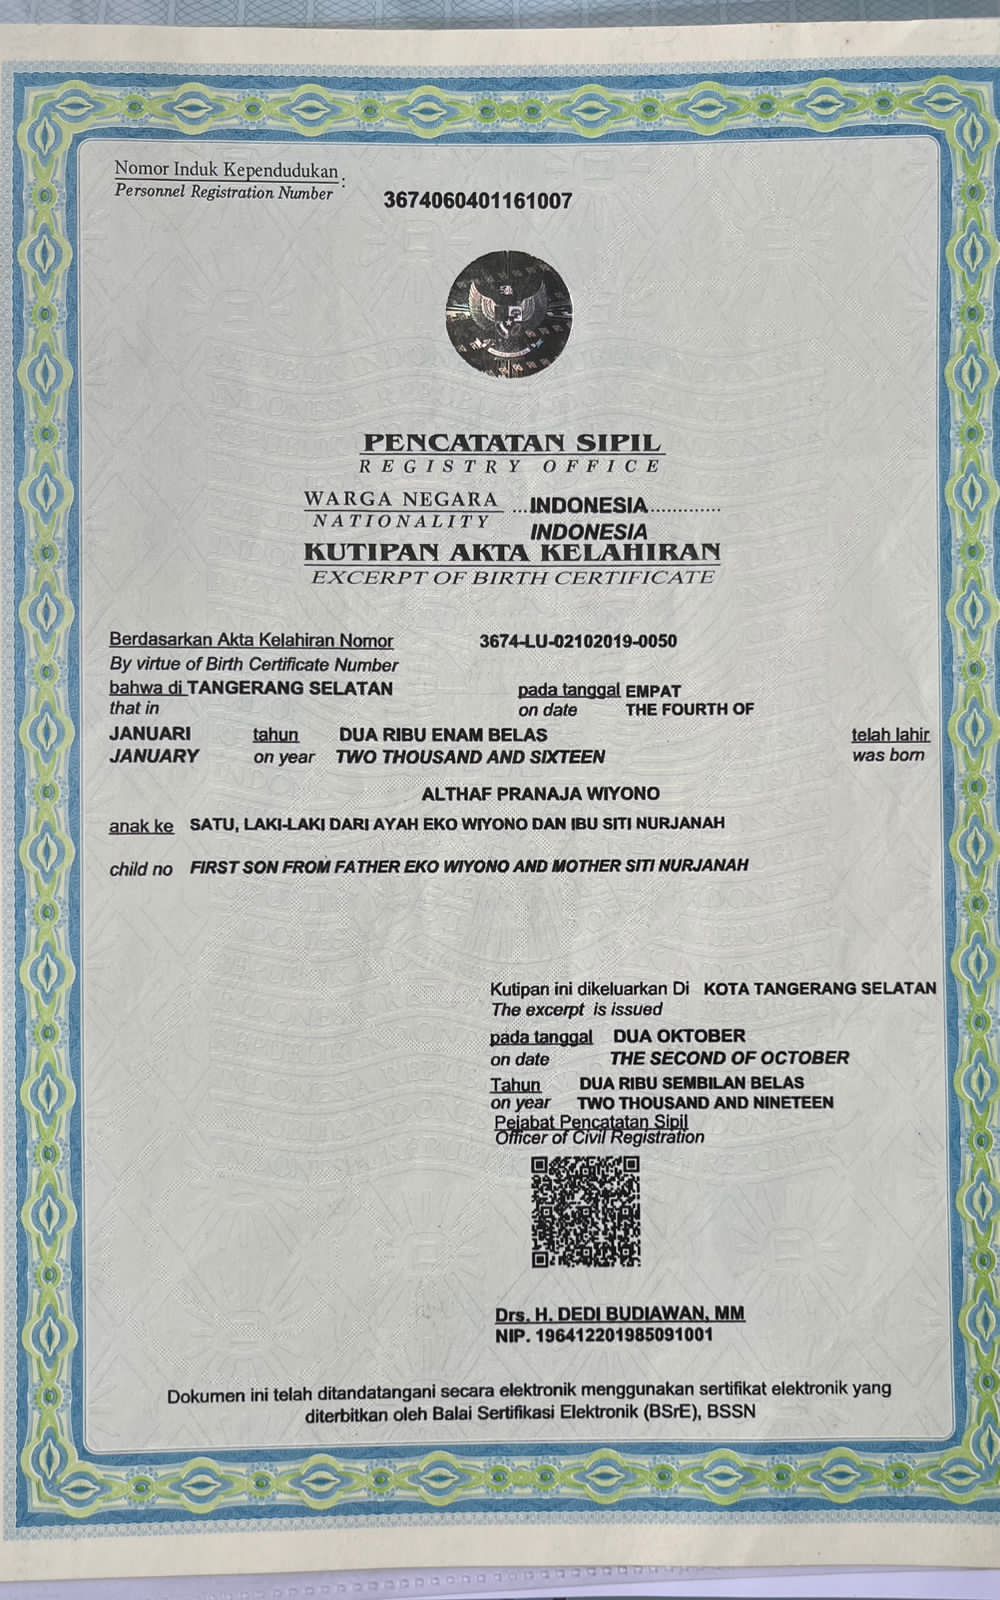 Nomor Induk Kependudukan :
Personnel Registration Number
3674060401161007
PENCATATAN SIPIL
REGISTRY OFFICE
WARGA NEGARA ...INDONESIA.............
NATIONALITY INDONESIA
KUTIPAN AKTA KELAHIRAN
EXCERPT OF BIRTH CERTIFICATE
Berdasarkan Akta Kelahiran Nomor 3674-LU-02102019-0050
By virtue of Birth Certificate Number
bahwa di TANGERANG SELATAN pada tanggal EMPAT
that in on date THE FOURTH OF
JANUARI tahun DUA RIBU ENAM BELAS telah lahir
JANUARY on year TWO THOUSAND AND SIXTEEN was born
ALTHAF PRANAJA WIYONO
anak ke SATU, LAKI-LAKI DARI AYAH EKO WIYONO DAN IBU SITI NURJANAH
child no FIRST SON FROM FATHER EKO WIYONO AND MOTHER SITI NURJANAH
Kutipan ini dikeluarkan Di KOTA TANGERANG SELATAN
The excerpt is issued
pada tanggal DUA OKTOBER
on date THE SECOND OF OCTOBER
Tahun DUA RIBU SEMBILAN BELAS
on year TWO THOUSAND AND NINETEEN
Pejabat Pencatatan Sipil
Officer of Civil Registration
Drs. H. DEDI BUDIAWAN, MM
NIP. 196412201985091001
Dokumen ini telah ditandatangani secara elektronik menggunakan sertifikat elektronik yang
diterbitkan oleh Balai Sertifikasi Elektronik (BSrE), BSSN